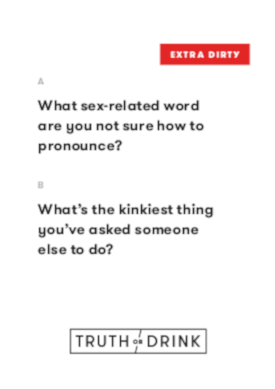 EXTRA DIRTY
A
What sex-related word
are you not sure how to
pronounce?
B
What's the kinkiest thing
you've asked someone
else to do?
TRUTH OR DRINK